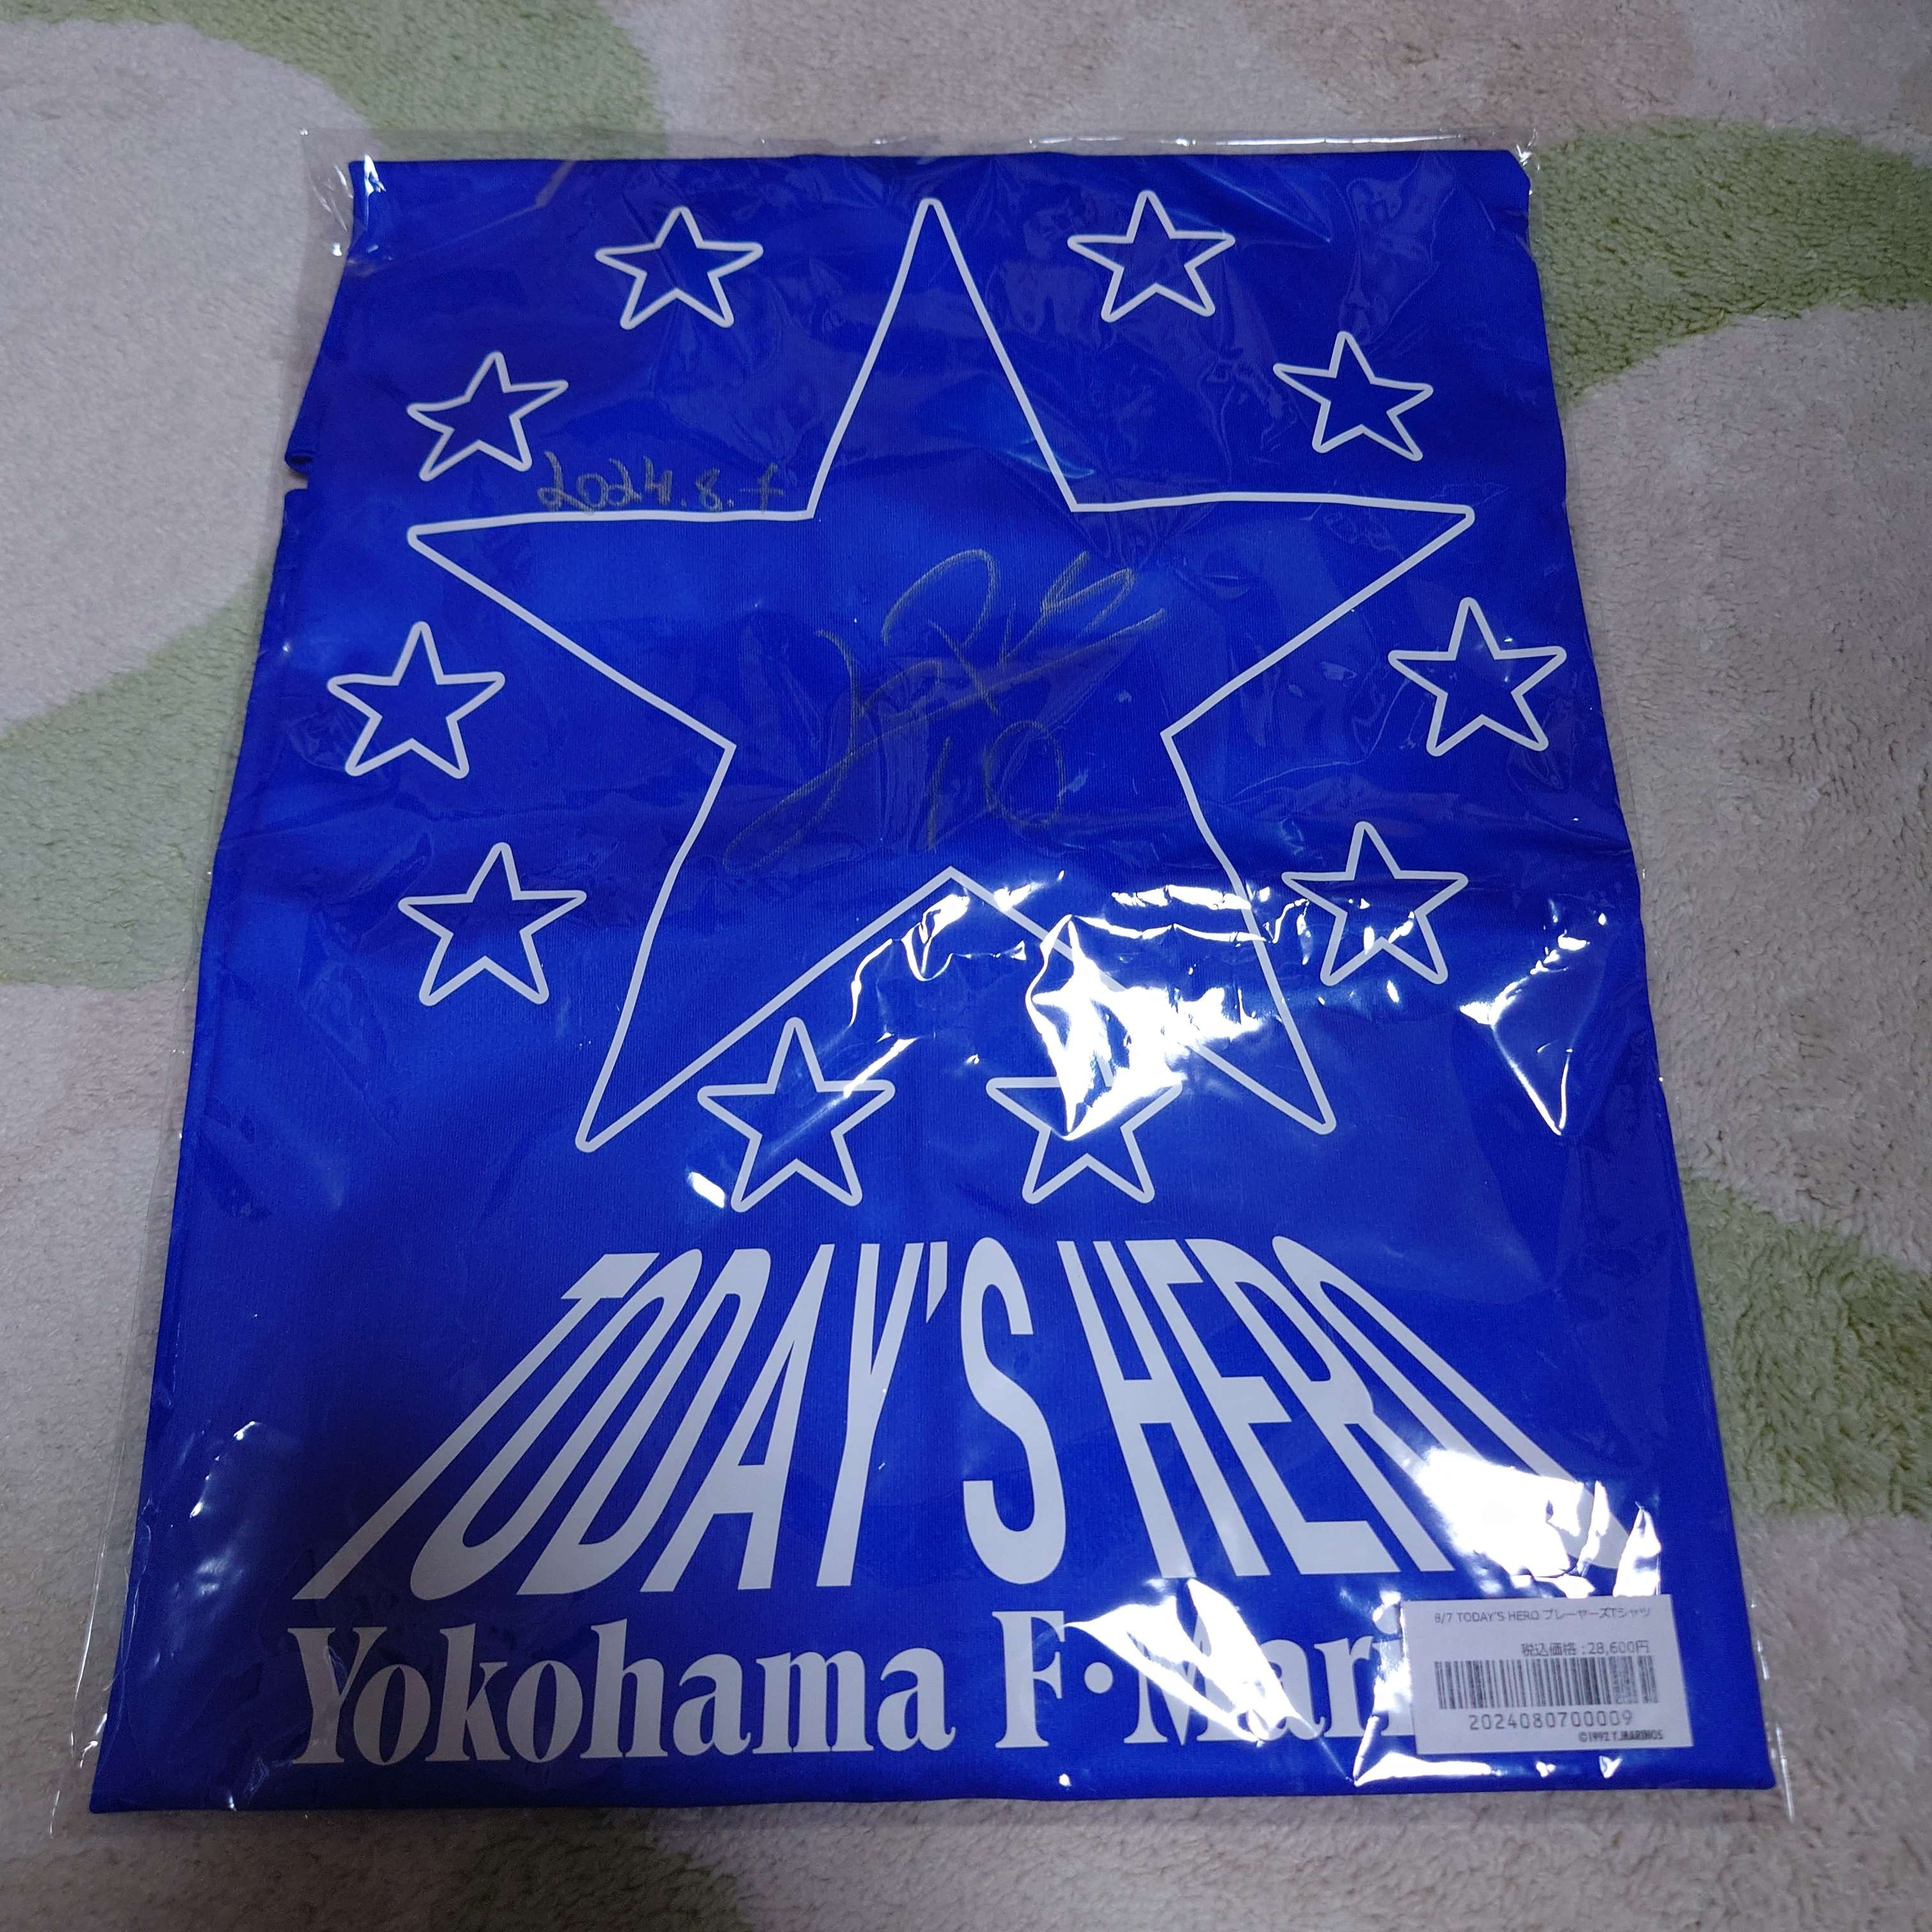 2024.8.7
10
TODAY'S HERO
Yokohama F·Mari
8/7 TODAY'S HERO プレーヤーズTシャツ
税込価格 : 28,600円
2024080700009
©1992 Y.MARINOS